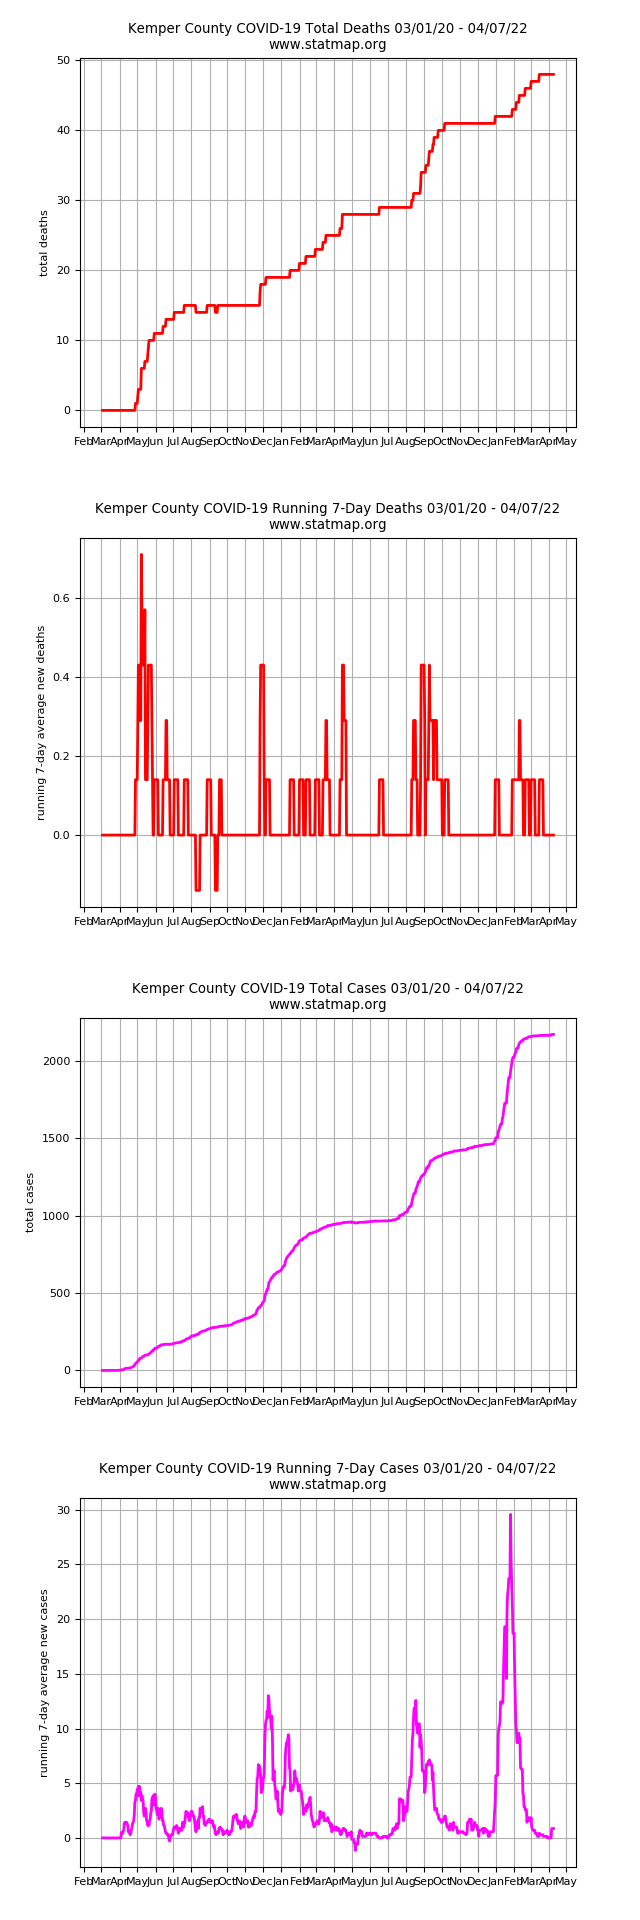 Kemper County COVID-19 Total Deaths 03/01/20 - 04/07/22
www.statmap.org
50
40
30
20
10
0
total deaths
Feb Mar Apr May Jun Jul Aug Sep Oct Nov Dec Jan Feb Mar Apr May Jun Jul Aug Sep Oct Nov Dec Jan Feb Mar Apr May
Kemper County COVID-19 Running 7-Day Deaths 03/01/20 - 04/07/22
www.statmap.org
0.6
0.4
0.2
0.0
running 7-day average new deaths
Feb Mar Apr May Jun Jul Aug Sep Oct Nov Dec Jan Feb Mar Apr May Jun Jul Aug Sep Oct Nov Dec Jan Feb Mar Apr May
Kemper County COVID-19 Total Cases 03/01/20 - 04/07/22
www.statmap.org
2000
1500
1000
500
0
total cases
Feb Mar Apr May Jun Jul Aug Sep Oct Nov Dec Jan Feb Mar Apr May Jun Jul Aug Sep Oct Nov Dec Jan Feb Mar Apr May
Kemper County COVID-19 Running 7-Day Cases 03/01/20 - 04/07/22
www.statmap.org
30
25
20
15
10
5
0
running 7-day average new cases
Feb Mar Apr May Jun Jul Aug Sep Oct Nov Dec Jan Feb Mar Apr May Jun Jul Aug Sep Oct Nov Dec Jan Feb Mar Apr May